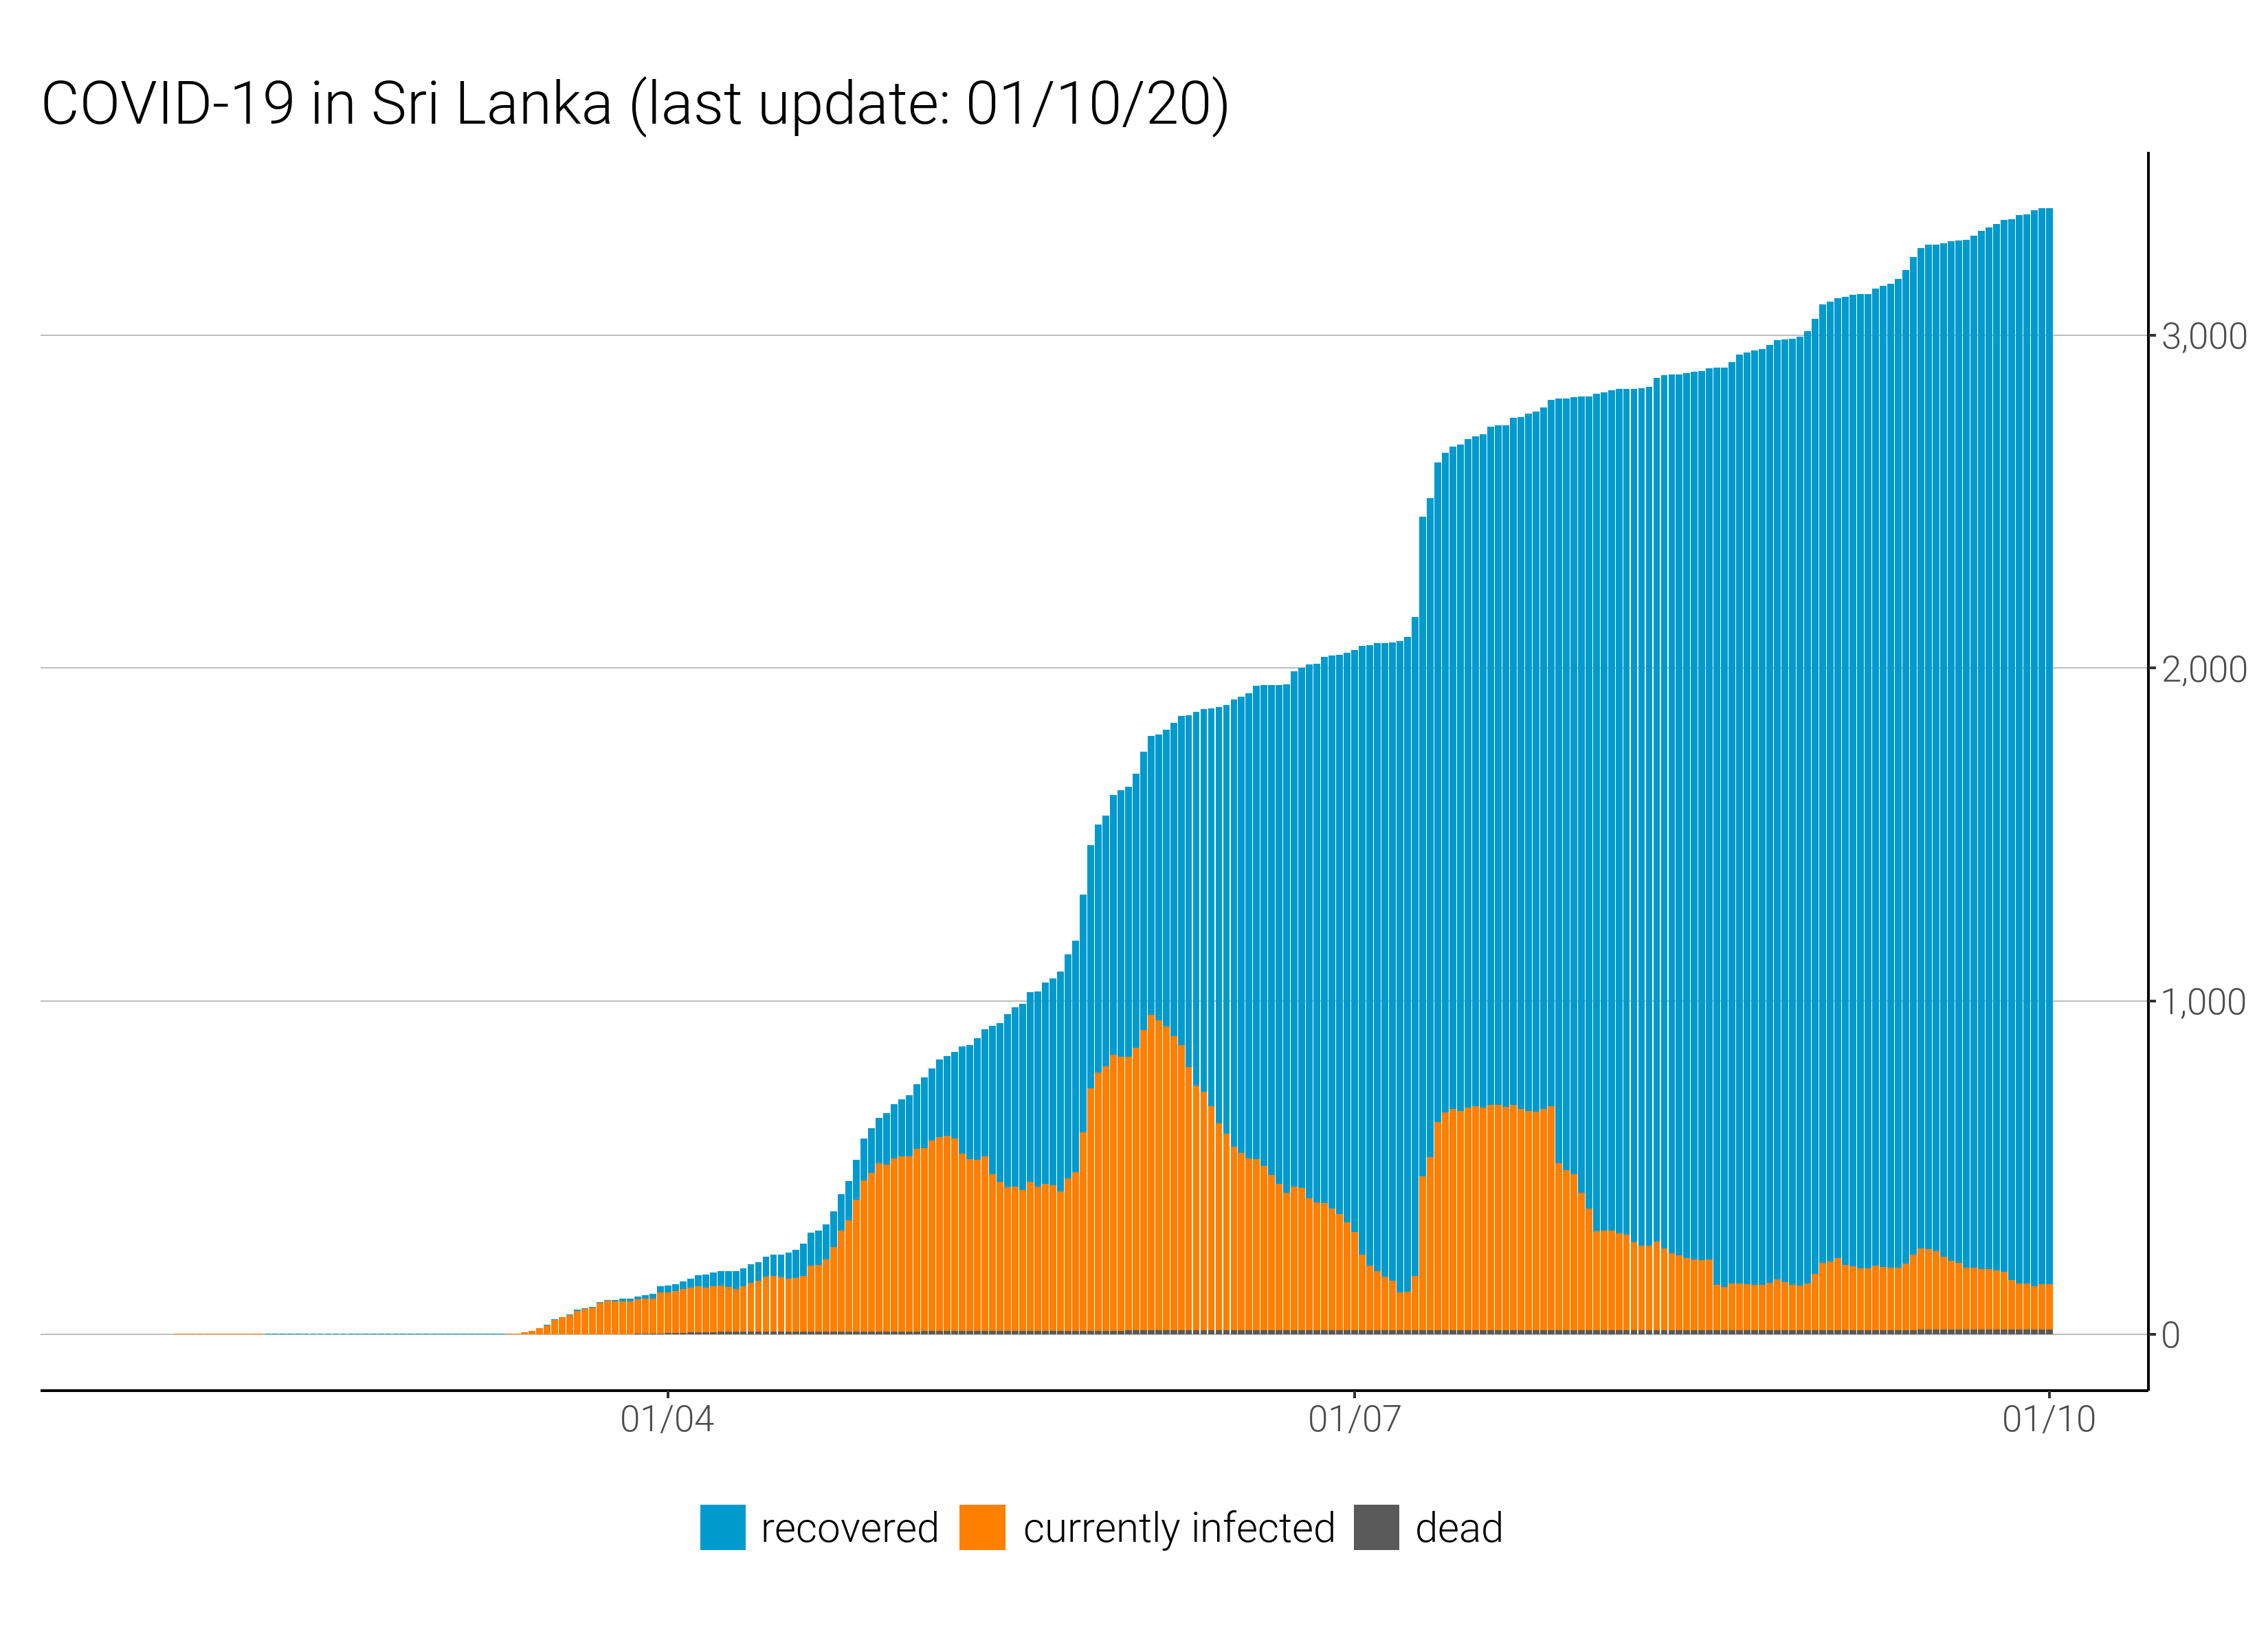 COVID-19 in Sri Lanka (last update: 01/10/20)
3,000
2,000
1,000
0
01/04 01/07 01/10
recovered currently infected dead